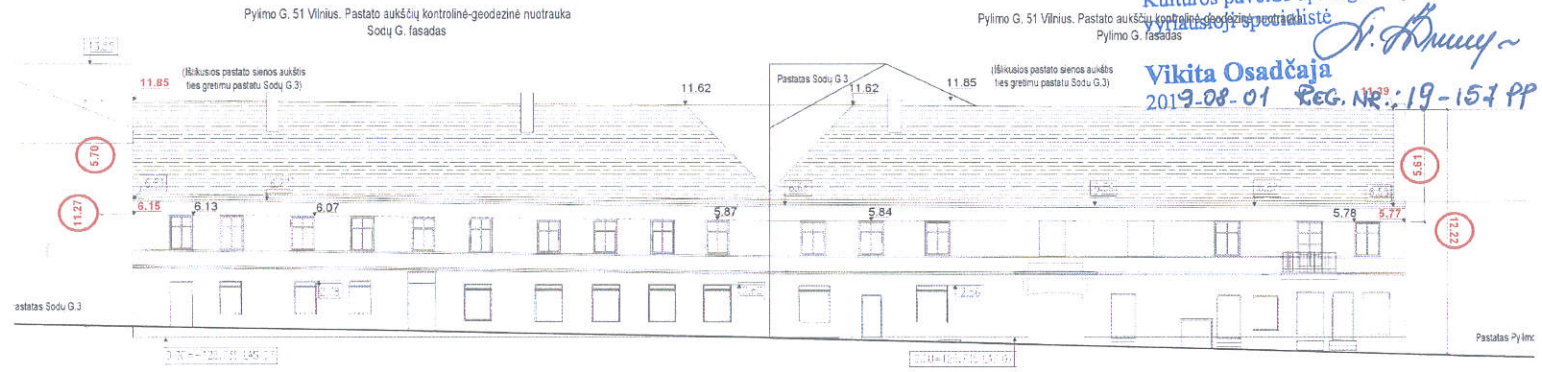 Pylimo G. 51 Vilnius. Pastato aukščių kontrolinė-geodezinė nuotrauka
Sodų G. fasadas
Pylimo G. 51 Vilnius. Pastato aukščių kontrolinė-geodezinė nuotrauka
Pylimo G. fasadas
vyriausioji specialistė
Vikita Osadčaja
2019-08-01 REG. NR.: 19-157 PP
11.85
(Išlikusios pastato sienos aukštis
ties gretimu pastatu Sodų G.3)
11.62
Pastatas Sodų G.3
11.62
11.85
(Išlikusios pastato sienos aukštis
ties gretimu pastatu Sodų G.3)
11.39
5.70
5.61
11.27
6.15
6.13
6.07
5.87
5.84
5.78
5.77
12.22
astatas Sodų G.3
Pastatas Pylimo